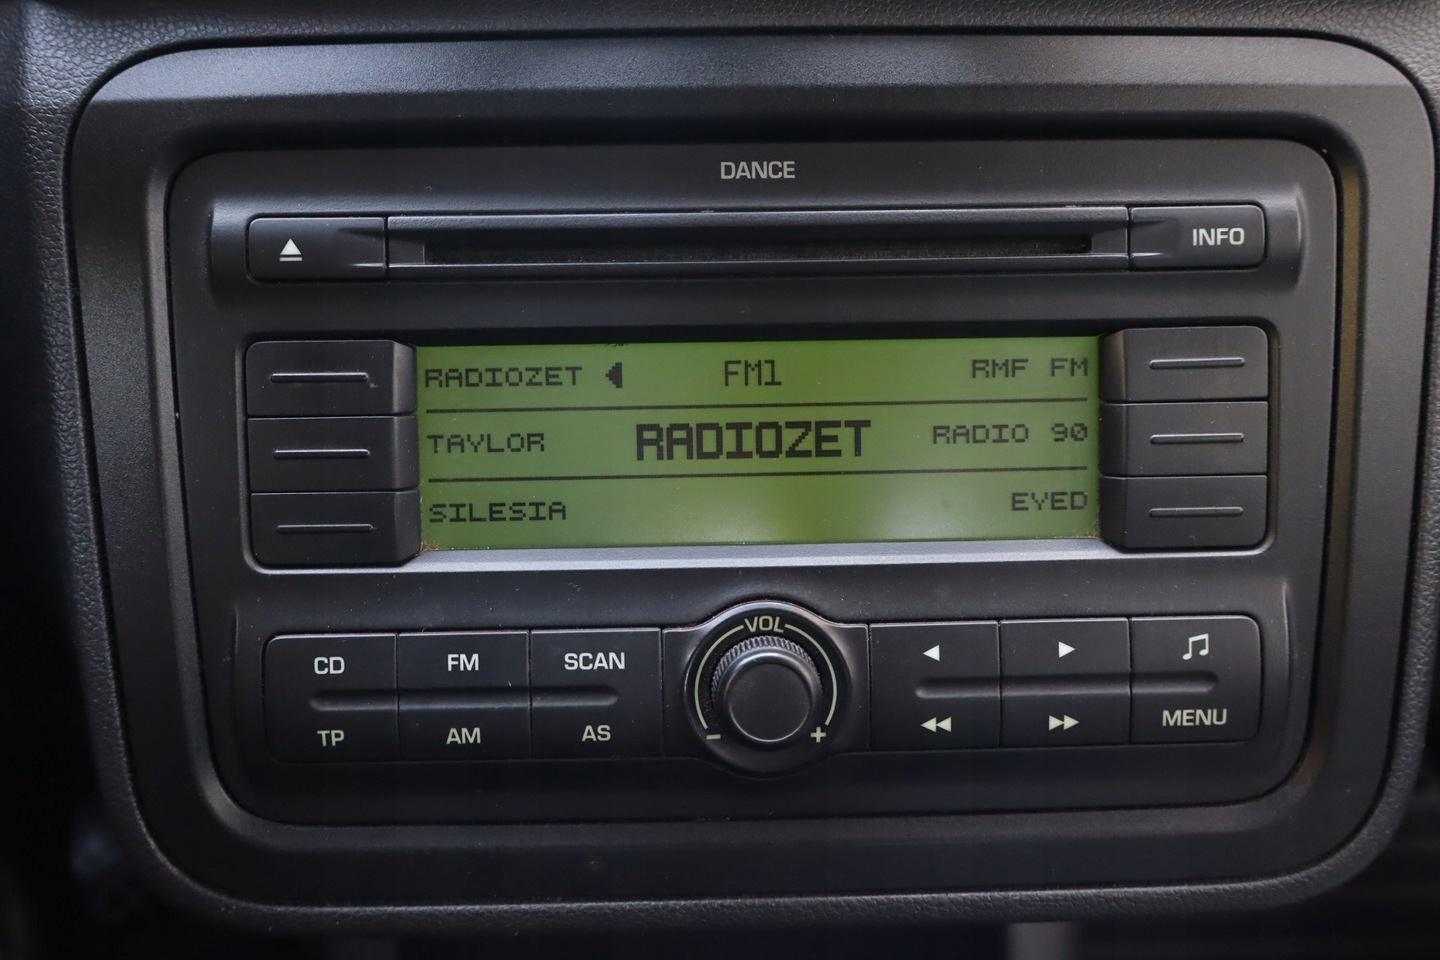 DANCE
INFO
RADIOZET FM1 RMF FM
TAYLOR RADIOZET RADIO 90
SILESIA EYED
VOL
CD FM SCAN
TP AM AS - + MENU